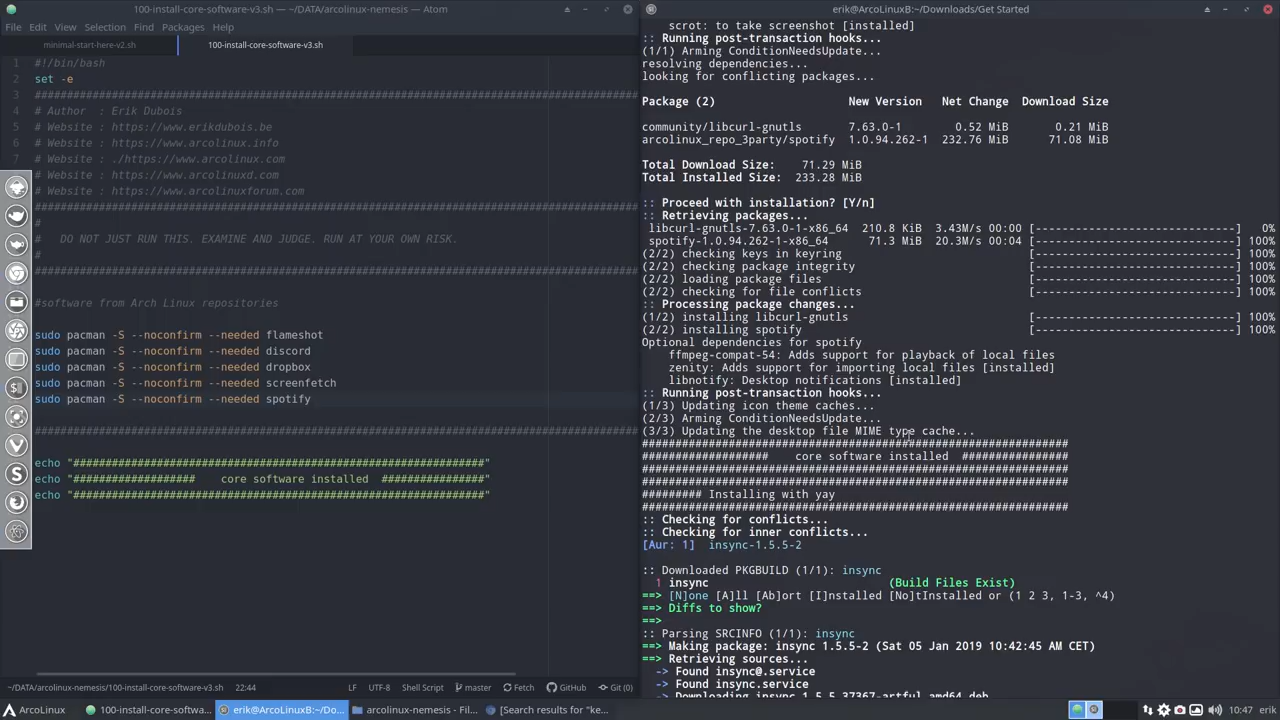 100-install-core-software-v3.sh — ~/DATA/arcolinux-nemesis — Atom
File Edit View Selection Find Packages Help
minimal-start-here-v2.sh 100-install-core-software-v3.sh
1 #!/bin/bash
2 set -e
3 ##################################################################################
4 # Author : Erik Dubois
5 # Website : https://www.erikdubois.be
6 # Website : https://www.arcolinux.info
7 # Website : ./https://www.arcolinux.com
# Website : https://www.arcolinuxd.com
# Website : https://www.arcolinuxforum.com
##################################################################################
#
# DO NOT JUST RUN THIS. EXAMINE AND JUDGE. RUN AT YOUR OWN RISK.
#
##################################################################################
#software from Arch Linux repositories
sudo pacman -S --noconfirm --needed flameshot
sudo pacman -S --noconfirm --needed discord
sudo pacman -S --noconfirm --needed dropbox
sudo pacman -S --noconfirm --needed screenfetch
sudo pacman -S --noconfirm --needed spotify
##################################################################################
echo "################################################################"
echo "################### core software installed ################"
echo "################################################################"
~/DATA/arcolinux-nemesis/100-install-core-software-v3.sh 22:44 LF UTF-8 Shell Script master Fetch GitHub Git (0)
erik@ArcoLinuxB:~/Downloads/Get Started
scrot: to take screenshot [installed]
:: Running post-transaction hooks...
(1/1) Arming ConditionNeedsUpdate...
resolving dependencies...
looking for conflicting packages...
Package (2) New Version Net Change Download Size
community/libcurl-gnutls 7.63.0-1 0.52 MiB 0.21 MiB
arcolinux_repo_3party/spotify 1.0.94.262-1 232.76 MiB 71.08 MiB
Total Download Size: 71.29 MiB
Total Installed Size: 233.28 MiB
:: Proceed with installation? [Y/n]
:: Retrieving packages...
libcurl-gnutls-7.63.0-1-x86_64 210.8 KiB 3.43M/s 00:00 [-------------------------------] 0%
spotify-1.0.94.262-1-x86_64 71.3 MiB 20.3M/s 00:04 [-------------------------------] 100%
(2/2) checking keys in keyring [-------------------------------] 100%
(2/2) checking package integrity [-------------------------------] 100%
(2/2) loading package files [-------------------------------] 100%
(2/2) checking for file conflicts [-------------------------------] 100%
:: Processing package changes...
(1/2) installing libcurl-gnutls [-------------------------------] 100%
(2/2) installing spotify [-------------------------------] 100%
Optional dependencies for spotify
ffmpeg-compat-54: Adds support for playback of local files
zenity: Adds support for importing local files [installed]
libnotify: Desktop notifications [installed]
:: Running post-transaction hooks...
(1/3) Updating icon theme caches...
(2/3) Arming ConditionNeedsUpdate...
(3/3) Updating the desktop file MIME type cache...
################################################################
################### core software installed ################
################################################################
################################################################
######### Installing with yay
################################################################
:: Checking for conflicts...
:: Checking for inner conflicts...
[Aur: 1] insync-1.5.5-2
:: Downloaded PKGBUILD (1/1): insync
1 insync (Build Files Exist)
==> [N]one [A]ll [Ab]ort [I]nstalled [No]tInstalled or (1 2 3, 1-3, ^4)
==> Diffs to show?
==>
:: Parsing SRCINFO (1/1): insync
==> Making package: insync 1.5.5-2 (Sat 05 Jan 2019 10:42:45 AM CET)
==> Retrieving sources...
-> Found insync@.service
-> Found insync.service
-> Downloading insync_1.5.5.37367-artful_amd64.deb
ArcoLinux 100-install-core-softwa... erik@ArcoLinuxB:~/Do... arcolinux-nemesis - Fil... [Search results for "ke... 10:47 erik